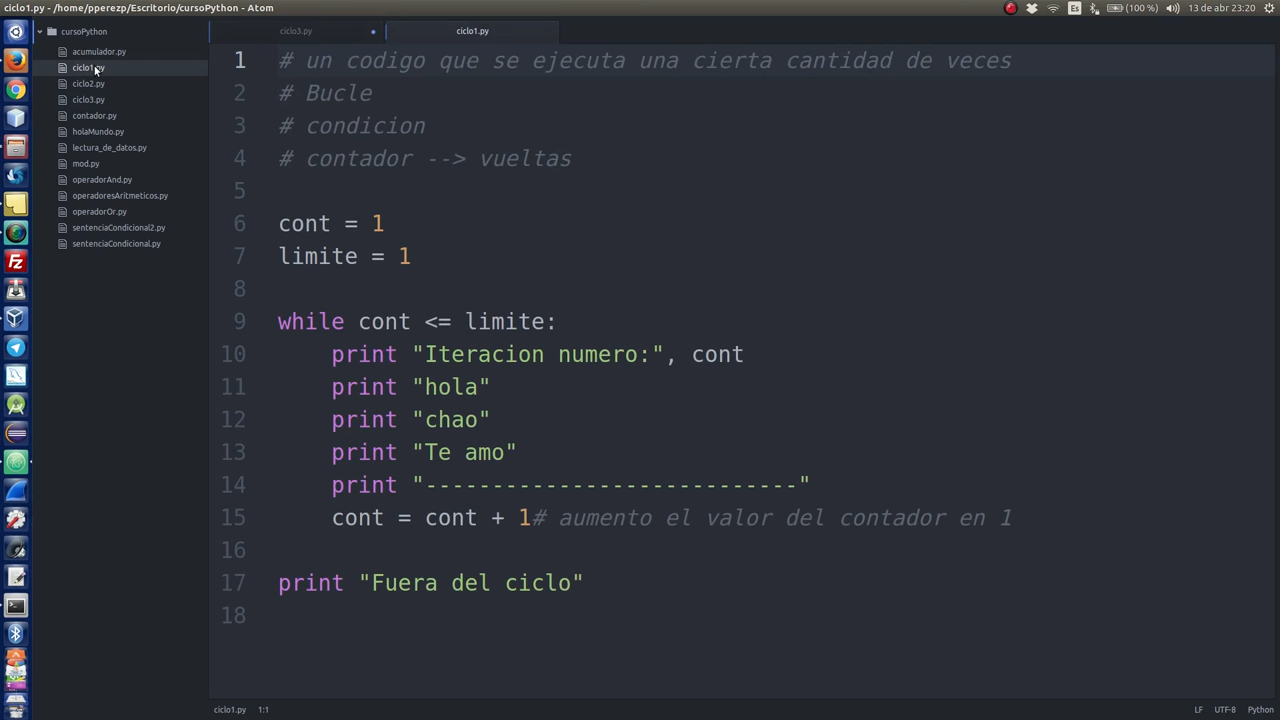 ciclo1.py - /home/pperezp/Escritorio/cursoPython - Atom
Es
(100 %)
13 de abr 23:20
cursoPython
acumulador.py
ciclo1.py
ciclo2.py
ciclo3.py
contador.py
holaMundo.py
lectura_de_datos.py
mod.py
operadorAnd.py
operadoresAritmeticos.py
operadorOr.py
sentenciaCondicional2.py
sentenciaCondicional.py
ciclo3.py
ciclo1.py
1 # un codigo que se ejecuta una cierta cantidad de veces
2 # Bucle
3 # condicion
4 # contador --> vueltas
5
6 cont = 1
7 limite = 1
8
9 while cont <= limite:
10     print "Iteracion numero:", cont
11     print "hola"
12     print "chao"
13     print "Te amo"
14     print "----------------------------"
15     cont = cont + 1# aumento el valor del contador en 1
16
17 print "Fuera del ciclo"
18
ciclo1.py 1:1
LF UTF-8 Python